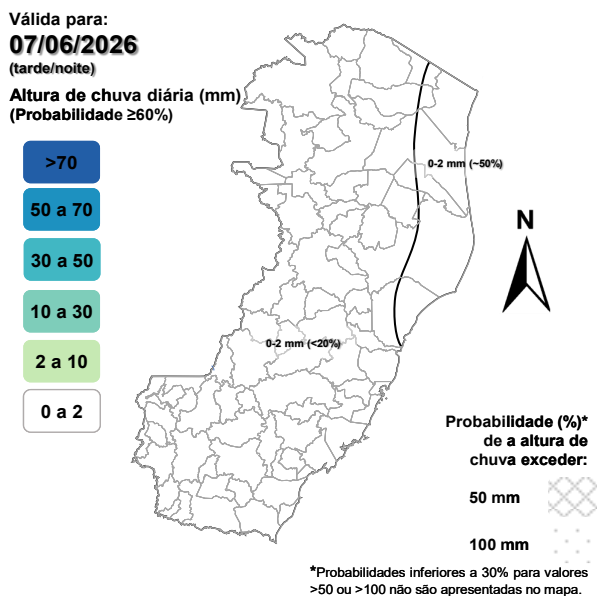 Válida para:
07/06/2026
(tarde/noite)
Altura de chuva diária (mm)
(Probabilidade ≥60%)
>70
50 a 70
30 a 50
10 a 30
2 a 10
0 a 2
0-2 mm (~50%)
0-2 mm (<20%)
N
Probabilidade (%)*
de a altura de
chuva exceder:
50 mm
100 mm
*Probabilidades inferiores a 30% para valores
>50 ou >100 não são apresentadas no mapa.